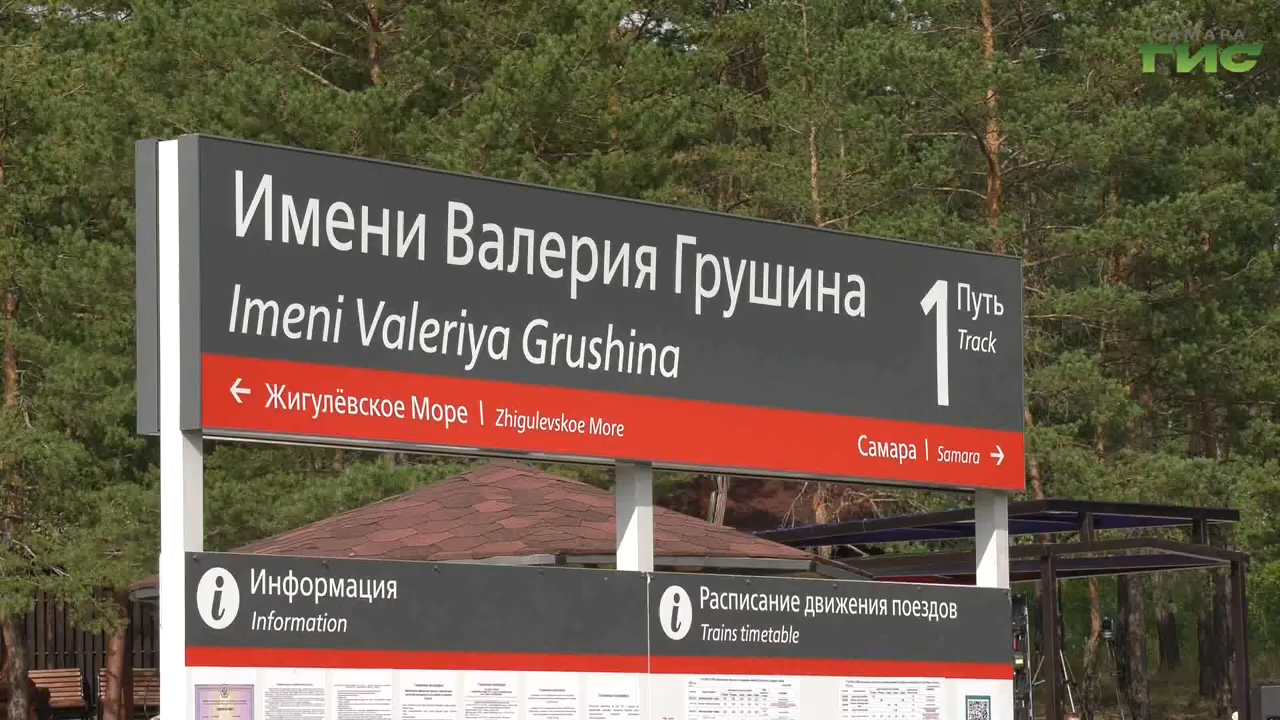 САМАРА
ГИС
Имени Валерия Грушина
Imeni Valeriya Grushina
1 Путь
Track
← Жигулёвское Море | Zhigulevskoe More
Самара | Samara →
i Информация
Information
i Расписание движения поездов
Trains timetable